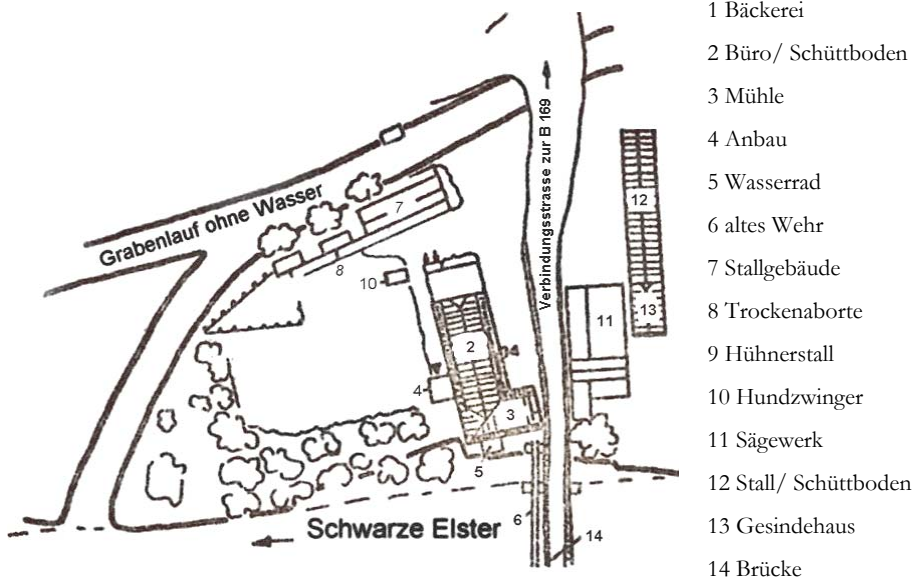 Verbindungsstrasse zur B 169
Grabenlauf ohne Wasser
7
8
10
12
13
11
2
4
3
5
6
14
Schwarze Elster
1 Bäckerei
2 Büro/ Schüttboden
3 Mühle
4 Anbau
5 Wasserrad
6 altes Wehr
7 Stallgebäude
8 Trockenaborte
9 Hühnerstall
10 Hundzwinger
11 Sägewerk
12 Stall/ Schüttboden
13 Gesindehaus
14 Brücke